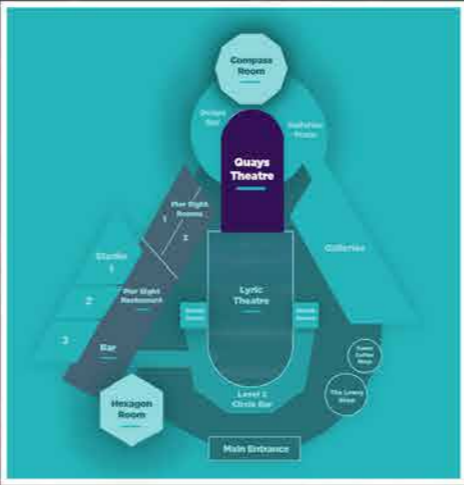 Compass
Room
Bar
Quays
Theatre
Pier Eight
Rooms
1
2
Galleries
Studio
1
2
3
Pier Eight
Restaurant
Bar
Lyric
Theatre
Hexagon
Room
Level 2
Circle Bar
The Lowry
Shop
Main Entrance